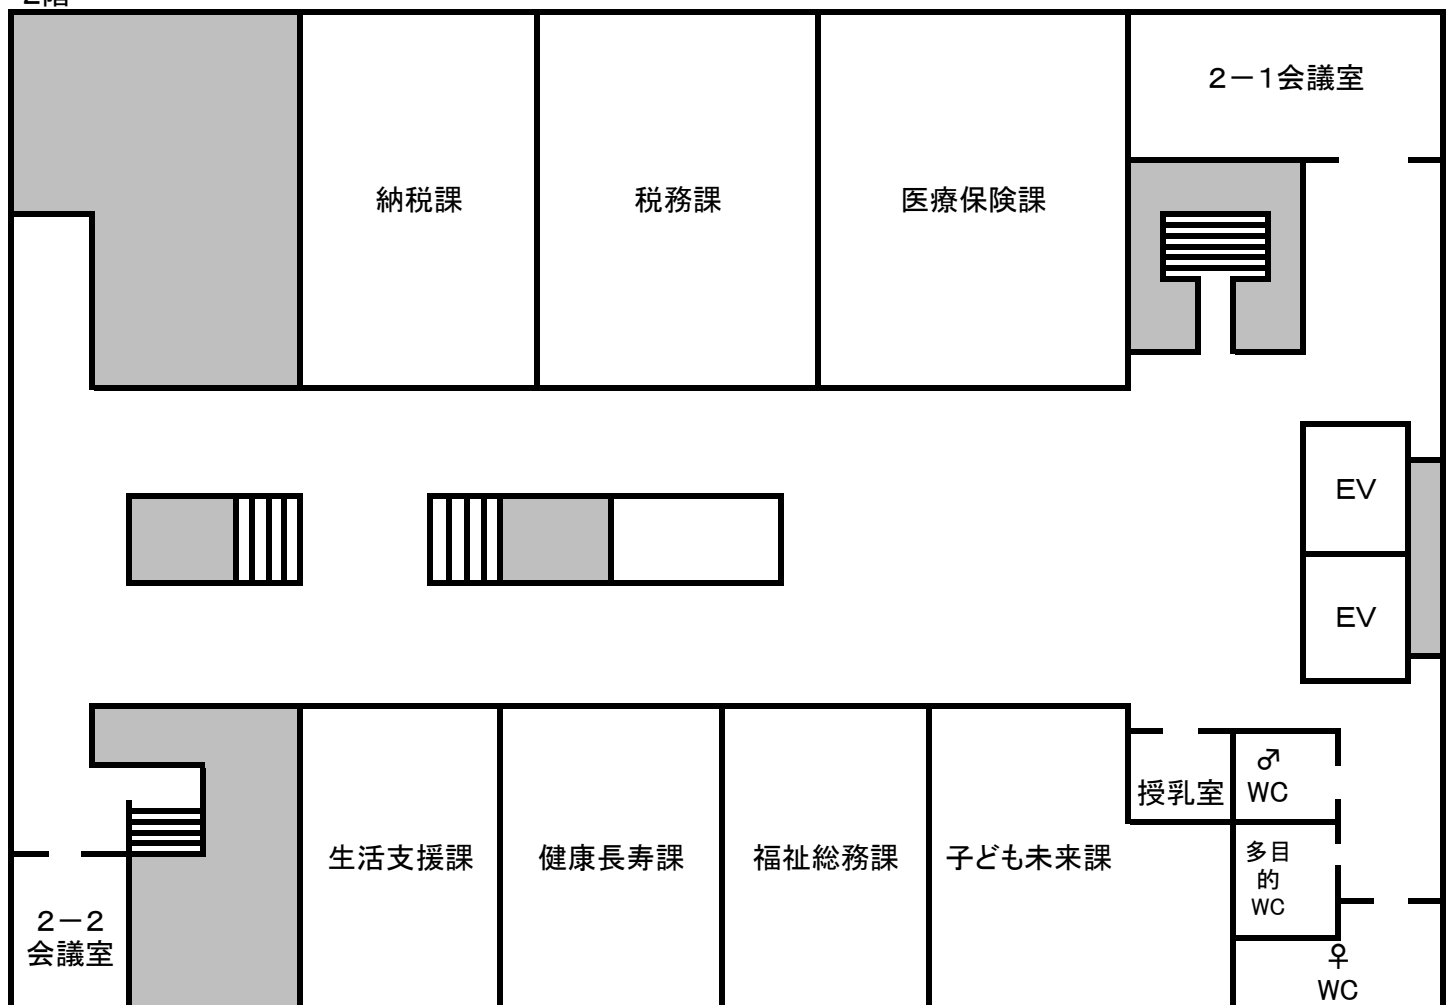 2階
2－1会議室
納税課
税務課
医療保険課
EV
EV
♂
WC
授乳室
多目
的
WC
生活支援課
健康長寿課
福祉総務課
子ども未来課
2－2
会議室
♀
WC